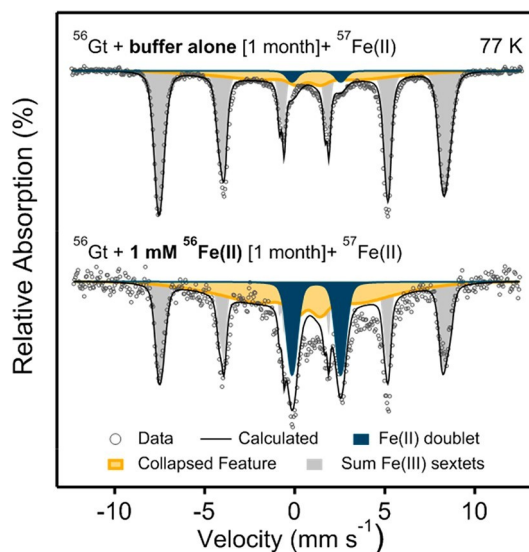 ⁵⁶Gt + buffer alone [1 month]+ ⁵⁷Fe(II) 77 K
⁵⁶Gt + 1 mM ⁵⁶Fe(II) [1 month]+ ⁵⁷Fe(II)
Relative Absorption (%)
Data Calculated Fe(II) doublet
Collapsed Feature Sum Fe(III) sextets
-10 -5 0 5 10
Velocity (mm s⁻¹)